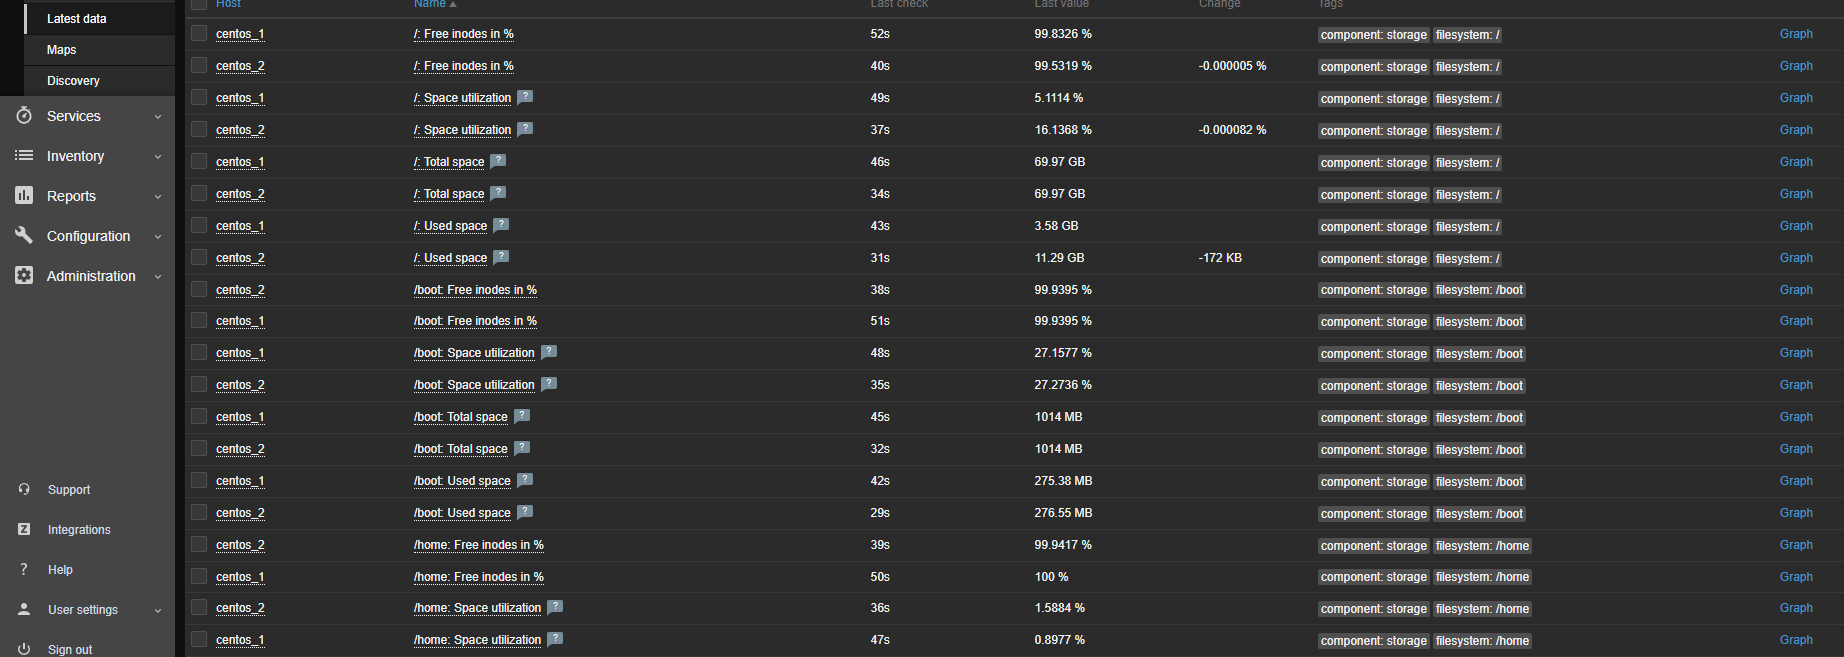 Latest data
Maps
Discovery
Services
Inventory
Reports
Configuration
Administration
Support
Integrations
Help
User settings
Sign out
Host Name Last check Last value Change Tags
centos_1 /: Free inodes in % 52s 99.8326 % component: storage filesystem: / Graph
centos_2 /: Free inodes in % 40s 99.5319 % -0.000005 % component: storage filesystem: / Graph
centos_1 /: Space utilization ? 49s 5.1114 % component: storage filesystem: / Graph
centos_2 /: Space utilization ? 37s 16.1368 % -0.000082 % component: storage filesystem: / Graph
centos_1 /: Total space ? 46s 69.97 GB component: storage filesystem: / Graph
centos_2 /: Total space ? 34s 69.97 GB component: storage filesystem: / Graph
centos_1 /: Used space ? 43s 3.58 GB component: storage filesystem: / Graph
centos_2 /: Used space ? 31s 11.29 GB -172 KB component: storage filesystem: / Graph
centos_2 /boot: Free inodes in % 38s 99.9395 % component: storage filesystem: /boot Graph
centos_1 /boot: Free inodes in % 51s 99.9395 % component: storage filesystem: /boot Graph
centos_1 /boot: Space utilization ? 48s 27.1577 % component: storage filesystem: /boot Graph
centos_2 /boot: Space utilization ? 35s 27.2736 % component: storage filesystem: /boot Graph
centos_1 /boot: Total space ? 45s 1014 MB component: storage filesystem: /boot Graph
centos_2 /boot: Total space ? 32s 1014 MB component: storage filesystem: /boot Graph
centos_1 /boot: Used space ? 42s 275.38 MB component: storage filesystem: /boot Graph
centos_2 /boot: Used space ? 29s 276.55 MB component: storage filesystem: /boot Graph
centos_2 /home: Free inodes in % 39s 99.9417 % component: storage filesystem: /home Graph
centos_1 /home: Free inodes in % 50s 100 % component: storage filesystem: /home Graph
centos_2 /home: Space utilization ? 36s 1.5884 % component: storage filesystem: /home Graph
centos_1 /home: Space utilization ? 47s 0.8977 % component: storage filesystem: /home Graph